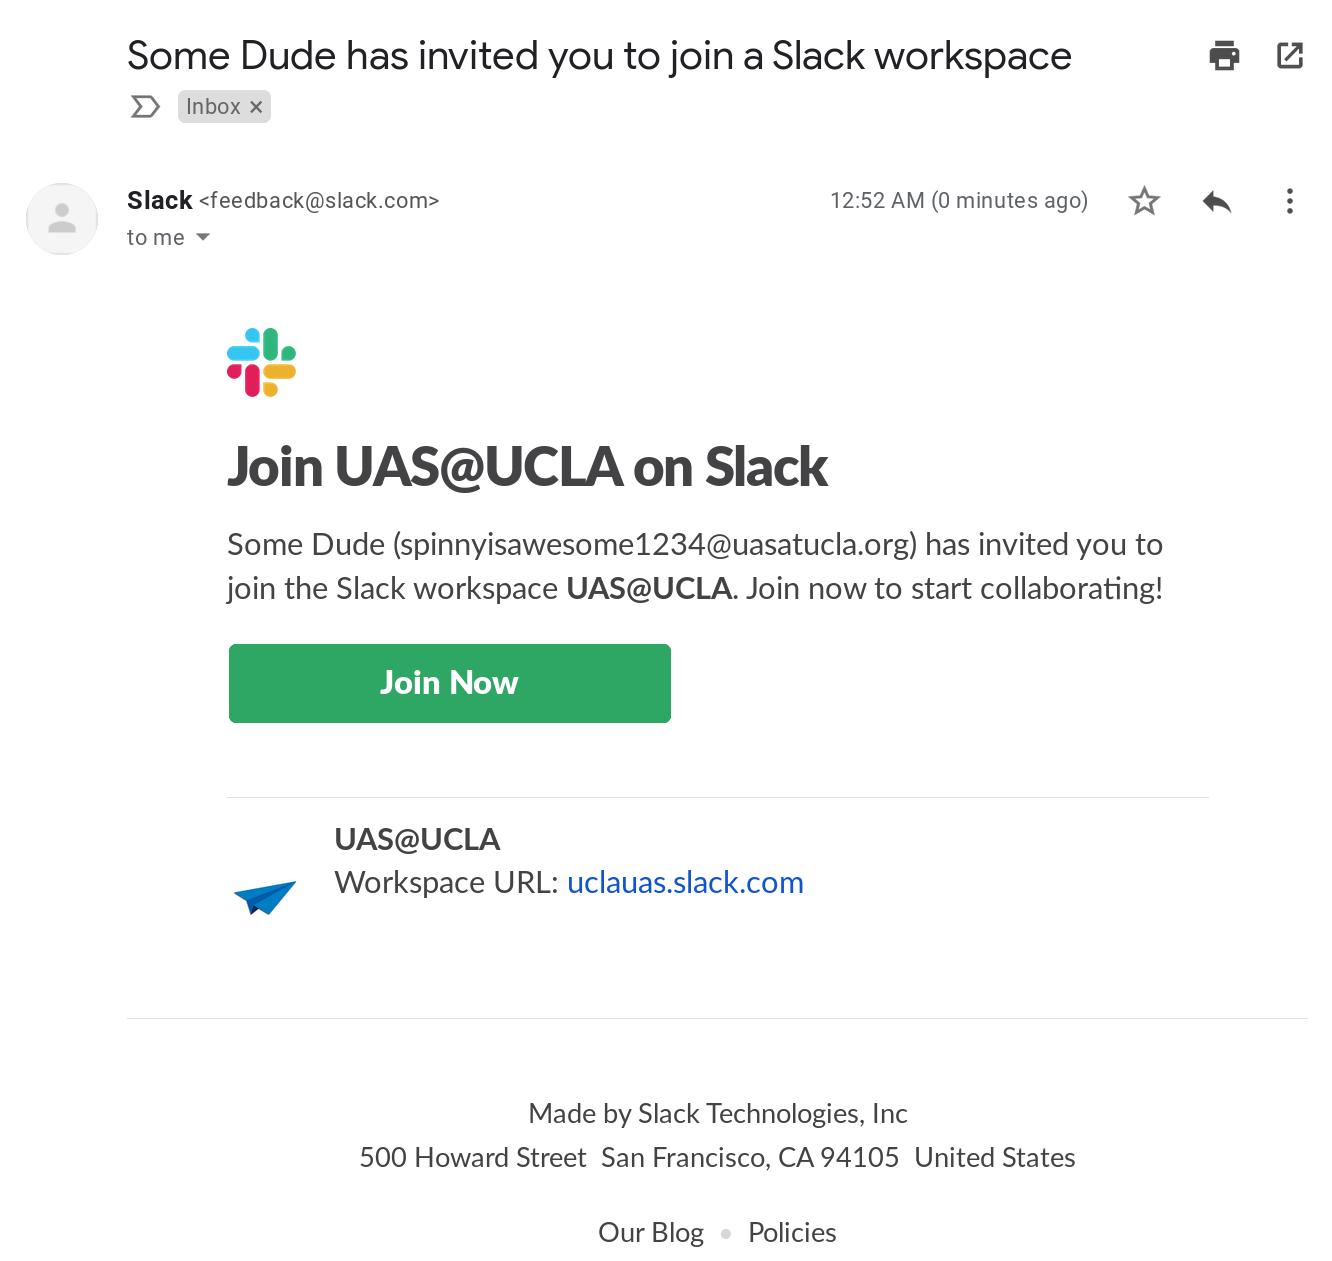 Some Dude has invited you to join a Slack workspace
Inbox ×
Slack <feedback@slack.com>
12:52 AM (0 minutes ago)
to me
Join UAS@UCLA on Slack
Some Dude (spinnyisawesome1234@uasatucla.org) has invited you to
join the Slack workspace UAS@UCLA. Join now to start collaborating!
Join Now
UAS@UCLA
Workspace URL: uclauas.slack.com
Made by Slack Technologies, Inc
500 Howard Street  San Francisco, CA 94105  United States
Our Blog • Policies